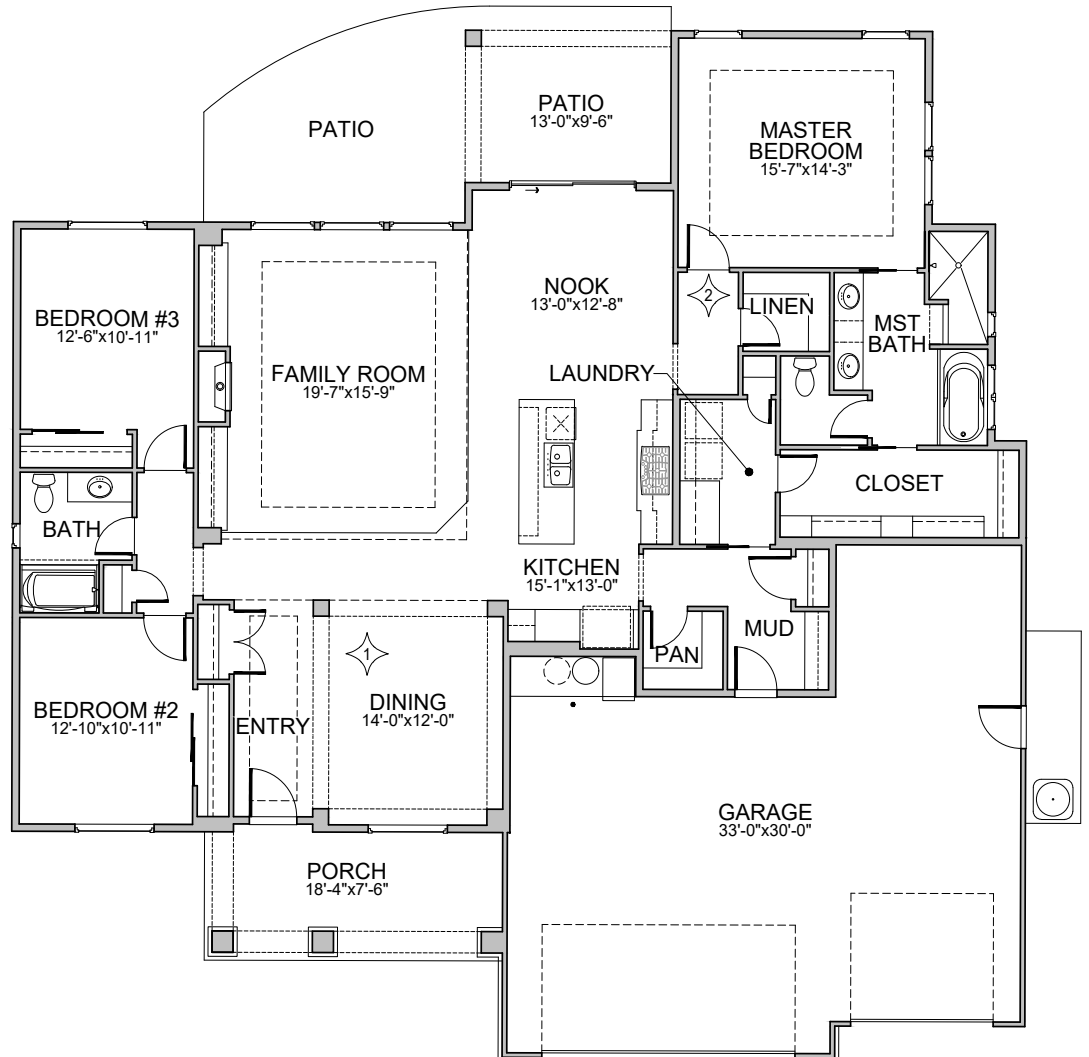 PATIO
13'-0"x9'-6"
PATIO
MASTER
BEDROOM
15'-7"x14'-3"
BEDROOM #3
12'-6"x10'-11"
FAMILY ROOM
19'-7"x15'-9"
NOOK
13'-0"x12'-8"
2
LINEN
MST
BATH
LAUNDRY
CLOSET
BATH
KITCHEN
15'-1"x13'-0"
MUD
PAN
1
BEDROOM #2
12'-10"x10'-11"
ENTRY
DINING
14'-0"x12'-0"
GARAGE
33'-0"x30'-0"
PORCH
18'-4"x7'-6"